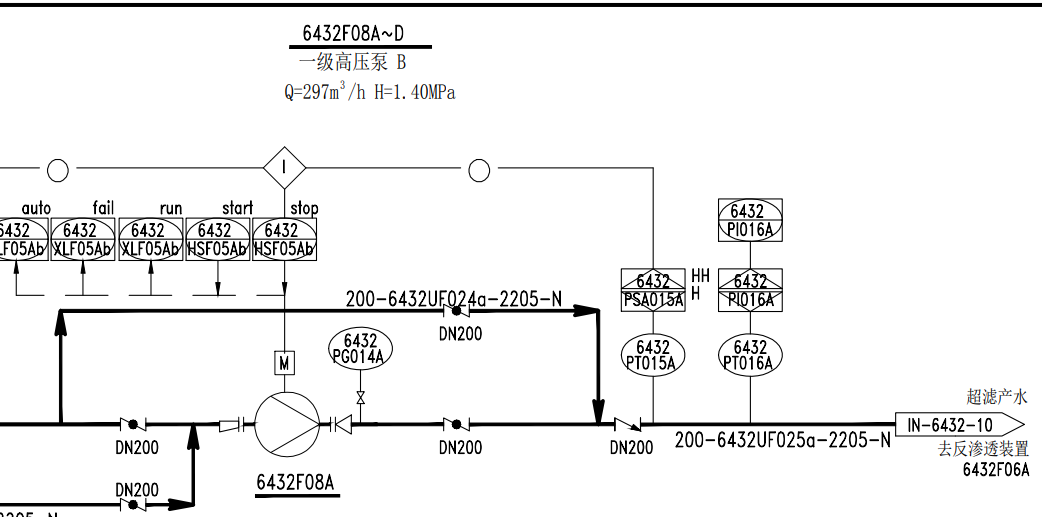 6432F08A~D
一级高压泵 B
Q=297m³/h H=1.40MPa
I
auto
fail
run
start
stop
6432
LF05Ab
6432
XLF05Ab
6432
XLF05Ab
6432
HSF05Ab
6432
HSF05Ab
6432
PI016A
6432
PSA015A
HH
H
6432
PI016A
200-6432UF024a-2205-N
DN200
6432
PG014A
6432
PT015A
6432
PT016A
M
超滤产水
IN-6432-10
去反渗透装置
6432F06A
DN200
DN200
DN200
200-6432UF025a-2205-N
6432F08A
DN200
2205-N